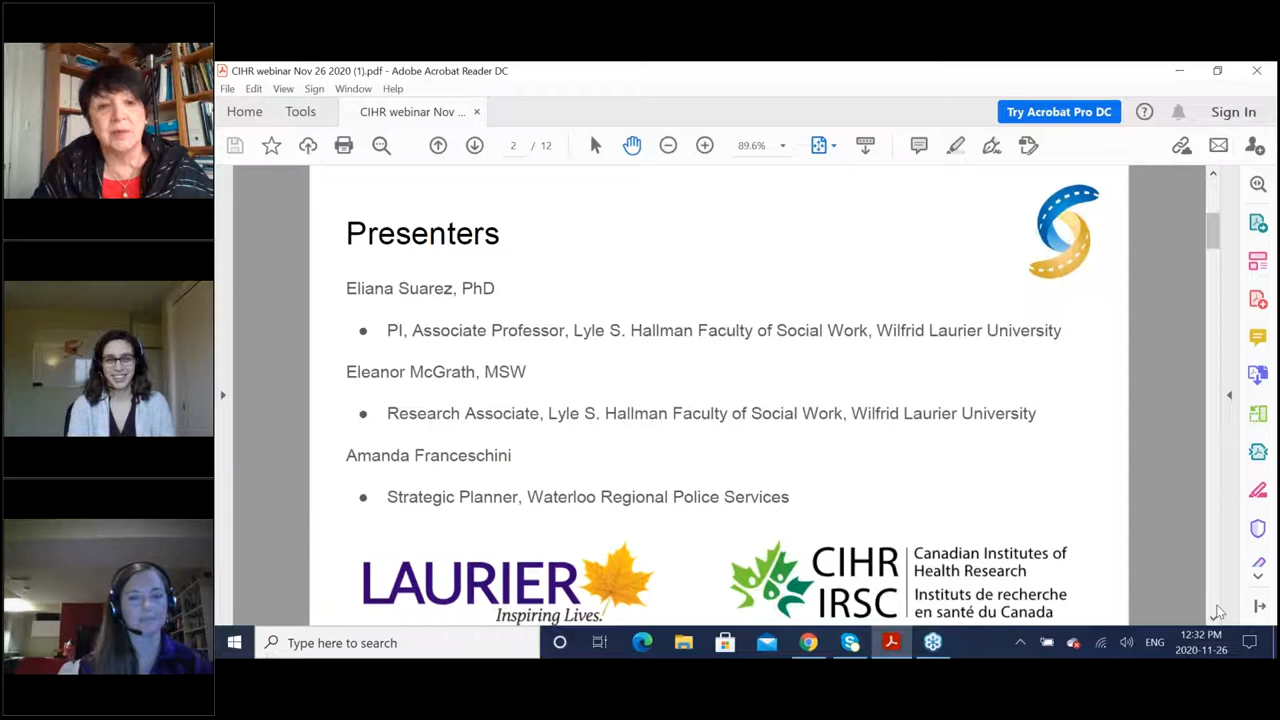 CIHR webinar Nov 26 2020 (1).pdf - Adobe Acrobat Reader DC
File Edit View Window Help
Home Tools CIHR webinar Nov ... × Try Acrobat Pro DC Sign In
2 / 12 89.6%
Presenters
Eliana Suarez, PhD
● PI, Associate Professor, Lyle S. Hallman Faculty of Social Work, Wilfrid Laurier University
Eleanor McGrath, MSW
● Research Associate, Lyle S. Hallman Faculty of Social Work, Wilfrid Laurier University
Amanda Franceschini
● Strategic Planner, Waterloo Regional Police Services
LAURIER
Inspiring Lives.
CIHR
IRSC
Canadian Institutes of
Health Research
Instituts de recherche
en santé du Canada
Type here to search
ENG
12:32 PM
2020-11-26